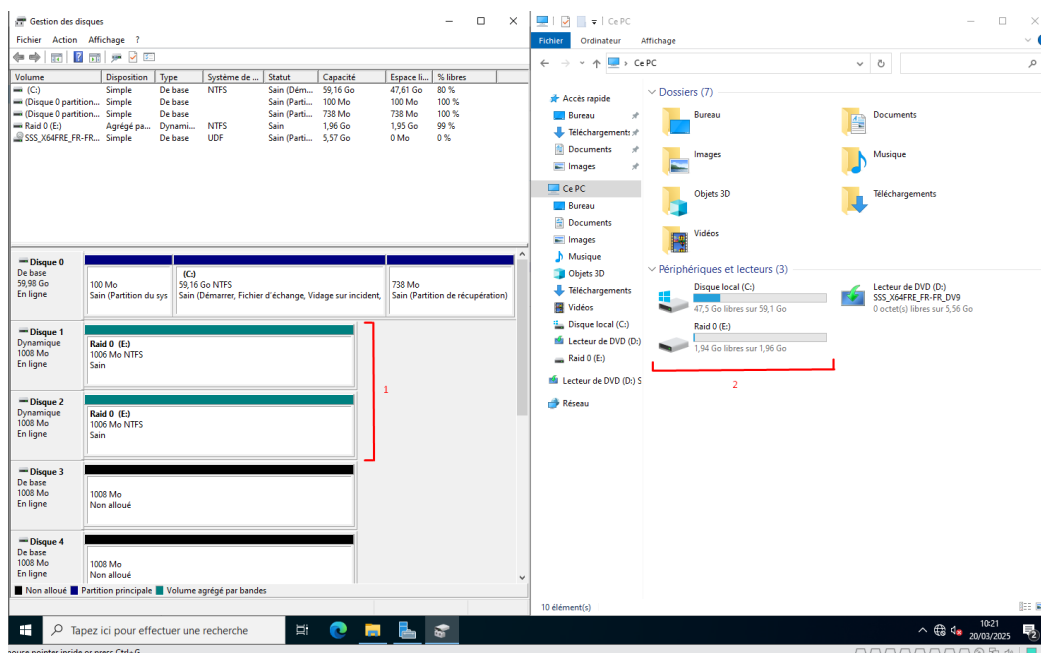 Gestion des disques
Fichier Action Affichage ?
Volume Disposition Type Système de ... Statut Capacité Espace li... % libres
(C:) Simple De base NTFS Sain (Dém... 59,16 Go 47,61 Go 80 %
(Disque 0 partition... Simple De base Sain (Parti... 100 Mo 100 Mo 100 %
(Disque 0 partition... Simple De base Sain (Parti... 738 Mo 738 Mo 100 %
Raid 0 (E:) Agrégé pa... Dynami... NTFS Sain 1,96 Go 1,95 Go 99 %
SSS_X64FRE_FR-FR... Simple De base UDF Sain (Parti... 5,57 Go 0 Mo 0 %
Disque 0
De base
59,98 Go
En ligne
100 Mo
Sain (Partition du sys
(C:)
59,16 Go NTFS
Sain (Démarrer, Fichier d'échange, Vidage sur incident,
738 Mo
Sain (Partition de récupération)
Disque 1
Dynamique
1008 Mo
En ligne
Raid 0 (E:)
1006 Mo NTFS
Sain
1
Disque 2
Dynamique
1008 Mo
En ligne
Raid 0 (E:)
1006 Mo NTFS
Sain
Disque 3
De base
1008 Mo
En ligne
1008 Mo
Non alloué
Disque 4
De base
1008 Mo
En ligne
1008 Mo
Non alloué
Non alloué Partition principale Volume agrégé par bandes
Ce PC
Fichier Ordinateur Affichage
Ce PC
Accès rapide
Bureau
Téléchargements
Documents
Images
Ce PC
Bureau
Documents
Images
Musique
Objets 3D
Téléchargements
Vidéos
Disque local (C:)
Lecteur de DVD (D:)
Raid 0 (E:)
Lecteur de DVD (D:) S
Réseau
Dossiers (7)
Bureau
Documents
Images
Musique
Objets 3D
Téléchargements
Vidéos
Périphériques et lecteurs (3)
Disque local (C:)
47,5 Go libres sur 59,1 Go
Lecteur de DVD (D:)
SSS_X64FRE_FR-FR_DV9
0 octet(s) libres sur 5,56 Go
Raid 0 (E:)
1,94 Go libres sur 1,96 Go
2
10 élément(s)
Tapez ici pour effectuer une recherche
10:21
20/03/2025
2